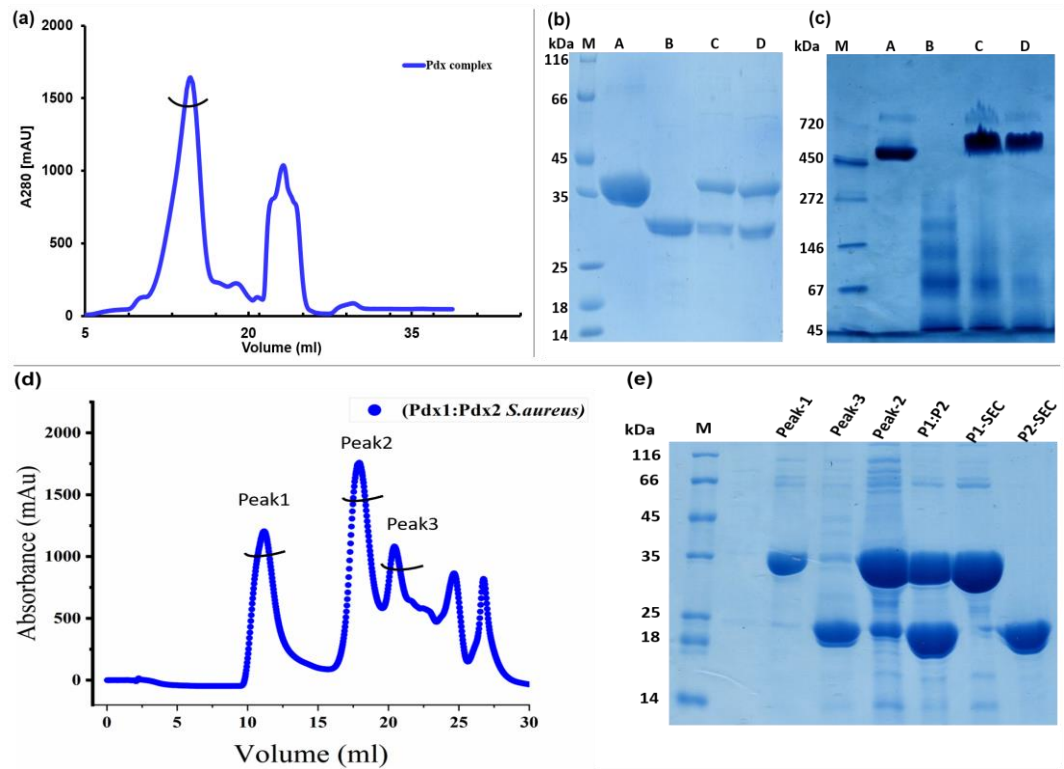 (a)
2000
1500
1000
500
0
A280 [mAU]
5
20
35
Volume (ml)
Pdx complex
(b)
kDa M A B C D
116
66
45
35
25
18
14
(c)
kDa M A B C D
720
450
272
146
67
45
(d)
(Pdx1:Pdx2 S.aureus)
2000
1500
1000
500
0
Absorbance (mAu)
Peak1
Peak2
Peak3
0 5 10 15 20 25 30
Volume (ml)
(e)
kDa
M
Peak-1
Peak-3
Peak-2
P1:P2
P1-SEC
P2-SEC
116
66
45
35
25
18
14